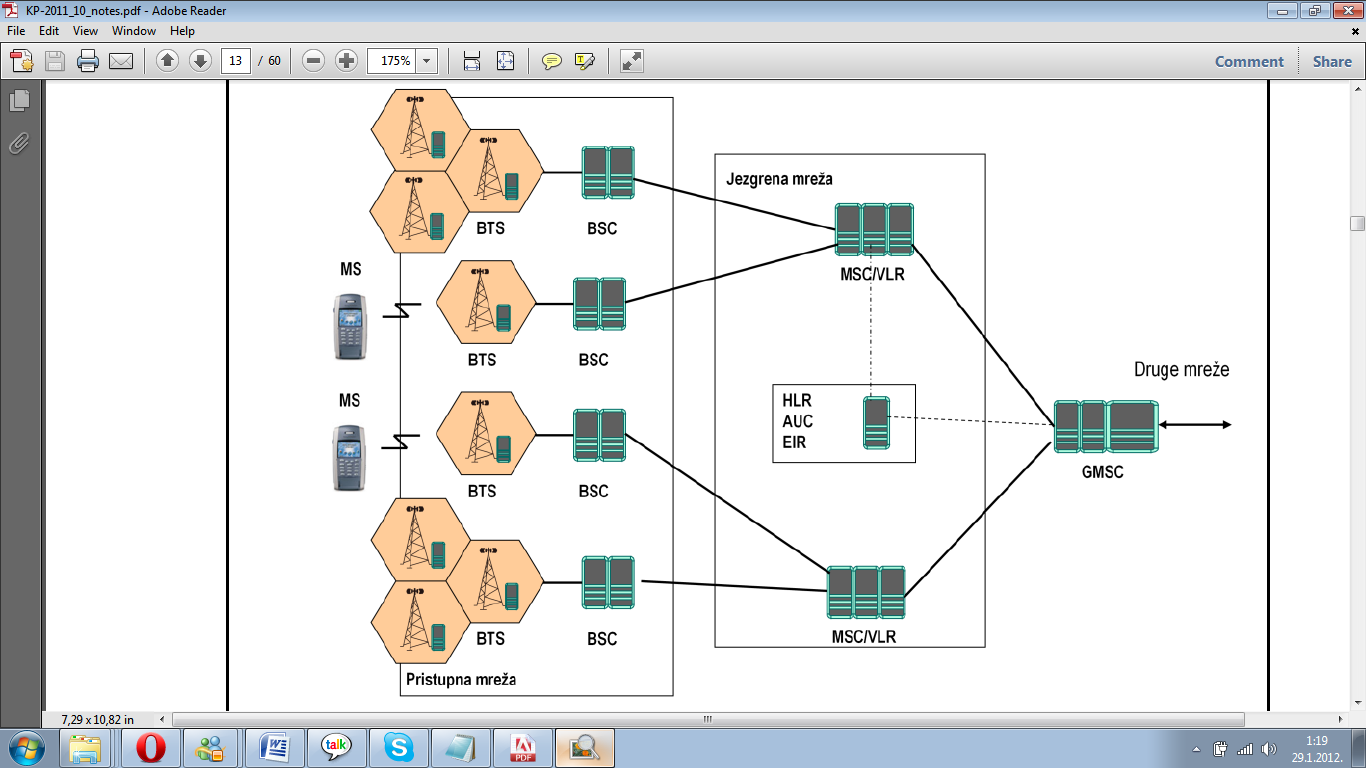 KP-2011_10_notes.pdf - Adobe Reader
File Edit View Window Help
13 / 60 175% Comment Share
Jezgrena mreža
BTS BSC
MSC/VLR
MS
BTS BSC
Druge mreže
MS
HLR
AUC
EIR
GMSC
BTS BSC
BTS BSC
MSC/VLR
Pristupna mreža
7,29 x 10,82 in
talk
PDF
1:19
29.1.2012.